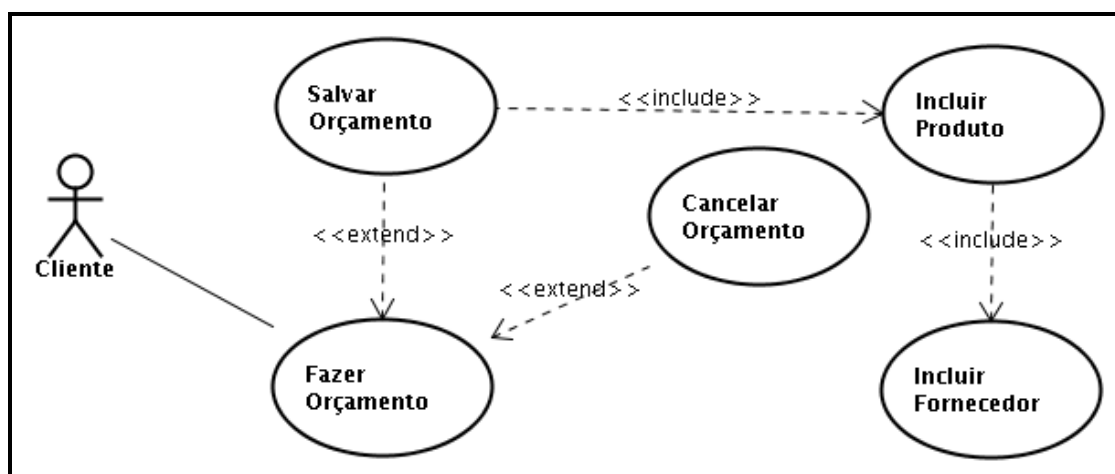 Salvar
Orçamento
<<include>>
Incluir
Produto
Cliente
<<extend>>
Cancelar
Orçamento
<<include>>
<<extend>>
Fazer
Orçamento
Incluir
Fornecedor